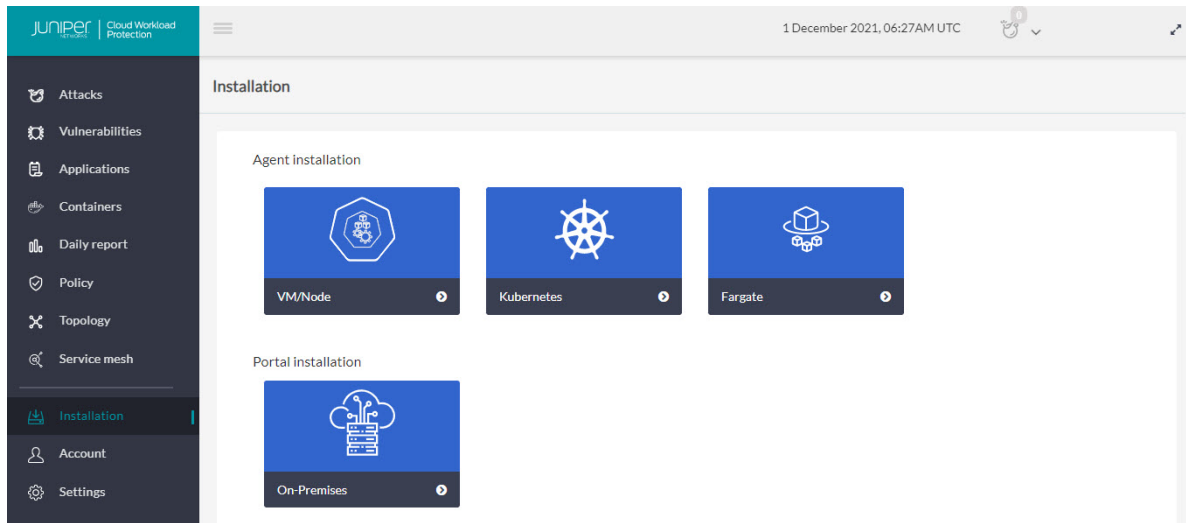 JUNIPER
NETWORKS
Cloud Workload
Protection
1 December 2021, 06:27AM UTC
0
Attacks
Vulnerabilities
Applications
Containers
Daily report
Policy
Topology
Service mesh
Installation
Account
Settings
Installation
Agent installation
VM/Node
Kubernetes
Fargate
Portal installation
On-Premises